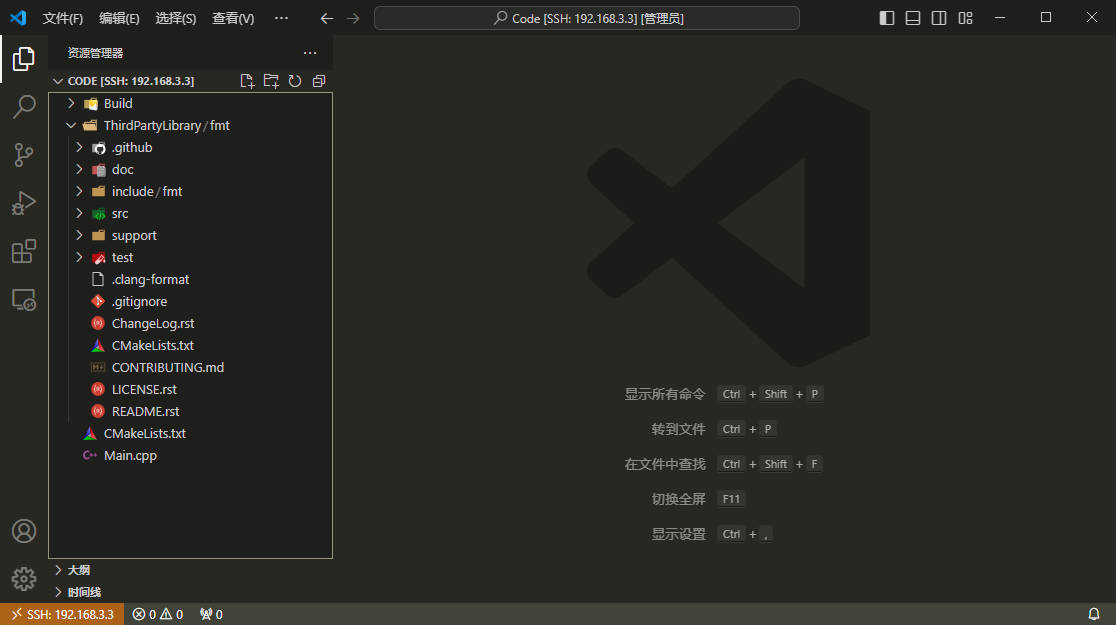 文件(F) 编辑(E) 选择(S) 查看(V) ··· Code [SSH: 192.168.3.3] [管理员]
资源管理器 ···
CODE [SSH: 192.168.3.3]
Build
ThirdPartyLibrary / fmt
.github
doc
include / fmt
src
support
test
.clang-format
.gitignore
ChangeLog.rst
CMakeLists.txt
CONTRIBUTING.md
LICENSE.rst
README.rst
CMakeLists.txt
C++ Main.cpp
大纲
时间线
显示所有命令 Ctrl + Shift + P
转到文件 Ctrl + P
在文件中查找 Ctrl + Shift + F
切换全屏 F11
显示设置 Ctrl + ,
SSH: 192.168.3.3 0 0 0